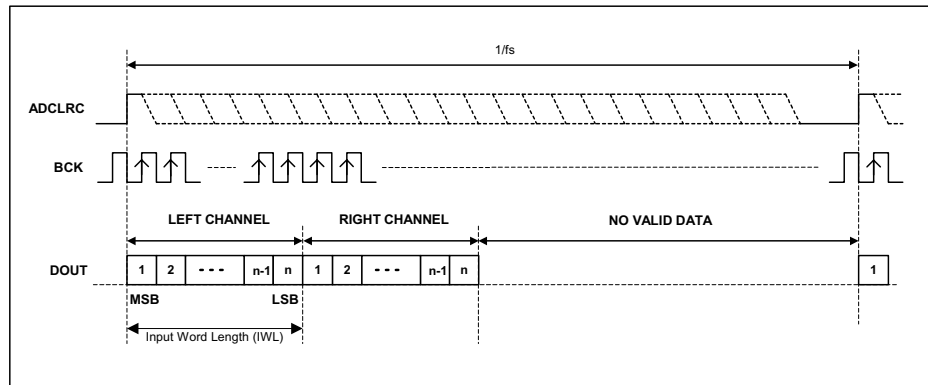 1/fs
ADCLRC
BCK
LEFT CHANNEL RIGHT CHANNEL NO VALID DATA
DOUT 1 2 n-1 n 1 2 n-1 n 1
MSB LSB
Input Word Length (IWL)